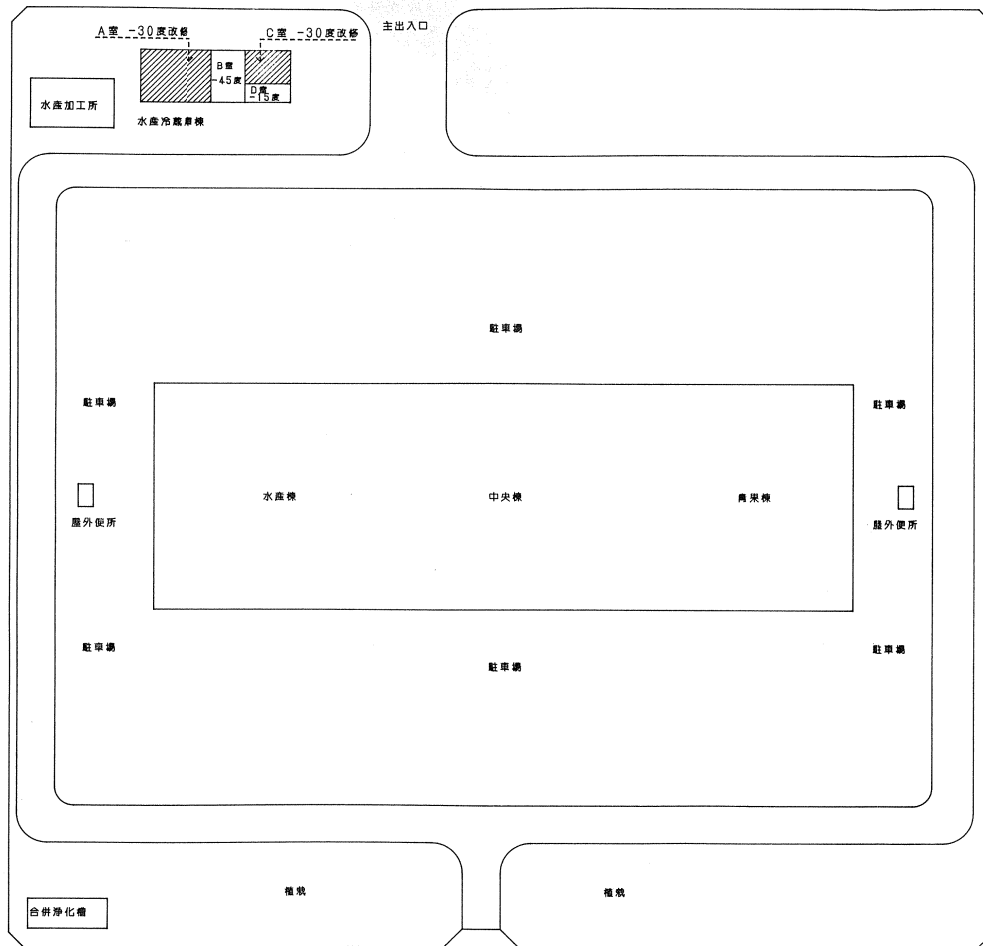 主出入口
A室 -30度改修
C室 -30度改修
B室
-45度
D室
-15度
水産加工所
水産冷蔵庫棟
駐車場
駐車場
駐車場
水産棟
中央棟
青果棟
屋外便所
屋外便所
駐車場
駐車場
駐車場
植栽
植栽
合併浄化槽